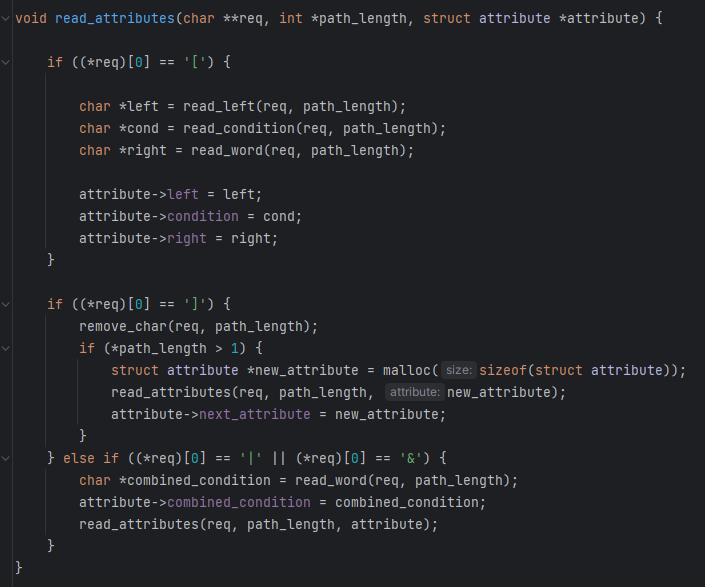 void read_attributes(char **req, int *path_length, struct attribute *attribute) {
if ((*req)[0] == '[') {
char *left = read_left(req, path_length);
char *cond = read_condition(req, path_length);
char *right = read_word(req, path_length);
attribute->left = left;
attribute->condition = cond;
attribute->right = right;
}
if ((*req)[0] == ']') {
remove_char(req, path_length);
if (*path_length > 1) {
struct attribute *new_attribute = malloc( size: sizeof(struct attribute));
read_attributes(req, path_length, attribute: new_attribute);
attribute->next_attribute = new_attribute;
}
} else if ((*req)[0] == '|' || (*req)[0] == '&') {
char *combined_condition = read_word(req, path_length);
attribute->combined_condition = combined_condition;
read_attributes(req, path_length, attribute);
}
}